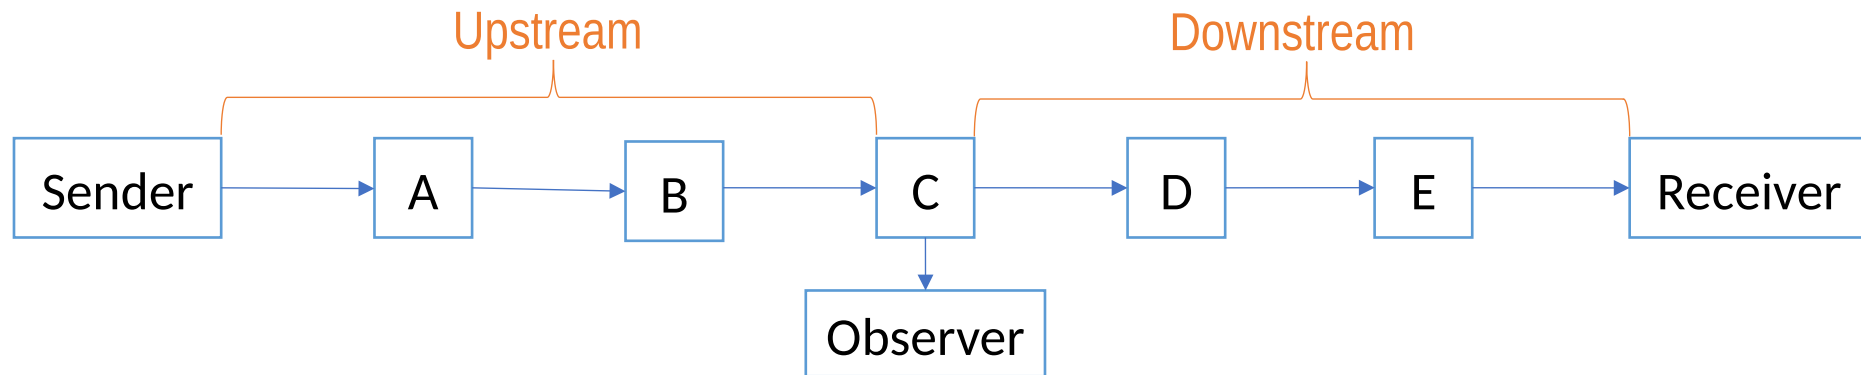 Upstream
Downstream
Sender
A
B
C
D
E
Receiver
Observer